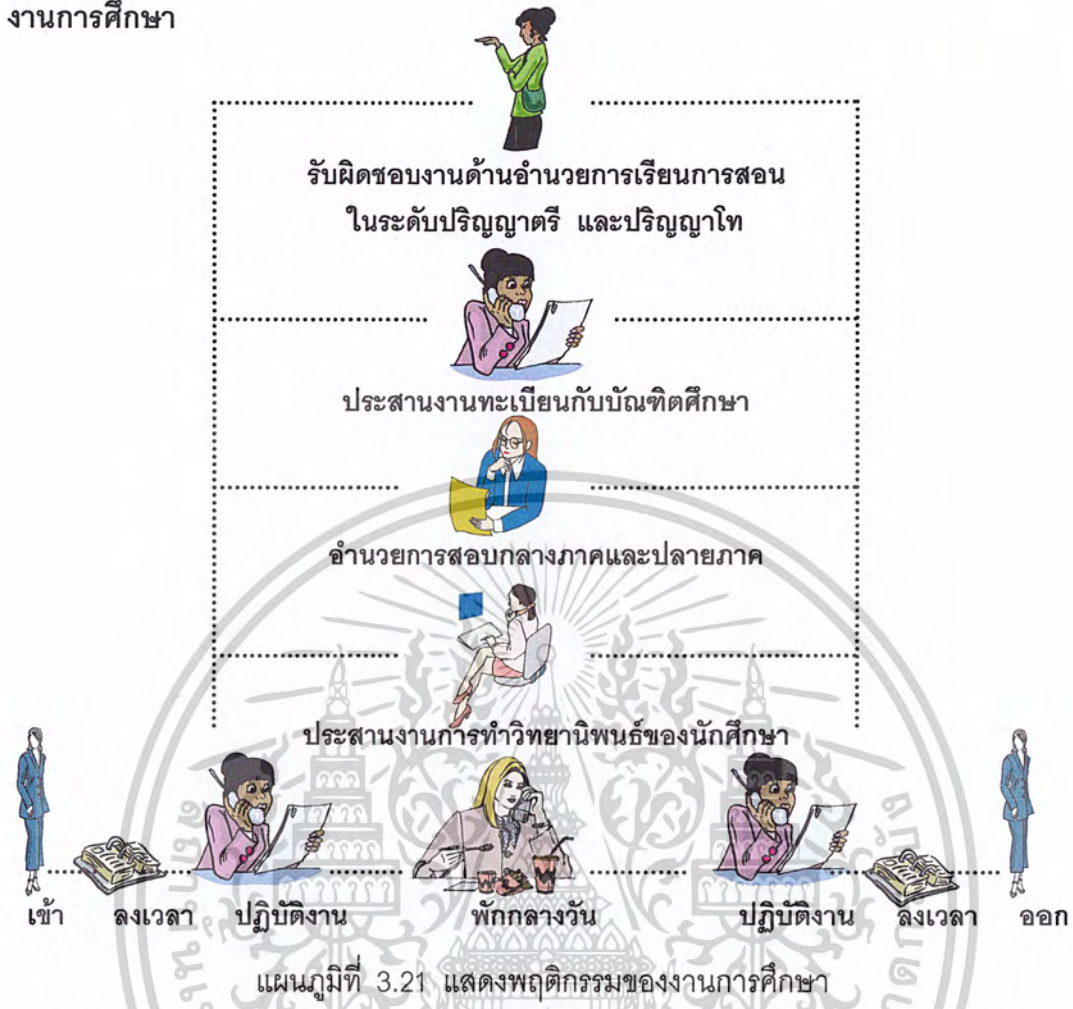 งานการศึกษา
รับผิดชอบงานด้านอำนวยการเรียนการสอน
ในระดับปริญญาตรี และปริญญาโท
ประสานงานทะเบียนกับบัณฑิตศึกษา
อำนวยการสอบกลางภาคและปลายภาค
ประสานงานการทำวิทยานิพนธ์ของนักศึกษา
เข้า ลงเวลา ปฏิบัติงาน พักกลางวัน ปฏิบัติงาน ลงเวลา ออก
แผนภูมิที่ 3.21 แสดงพฤติกรรมของงานการศึกษา